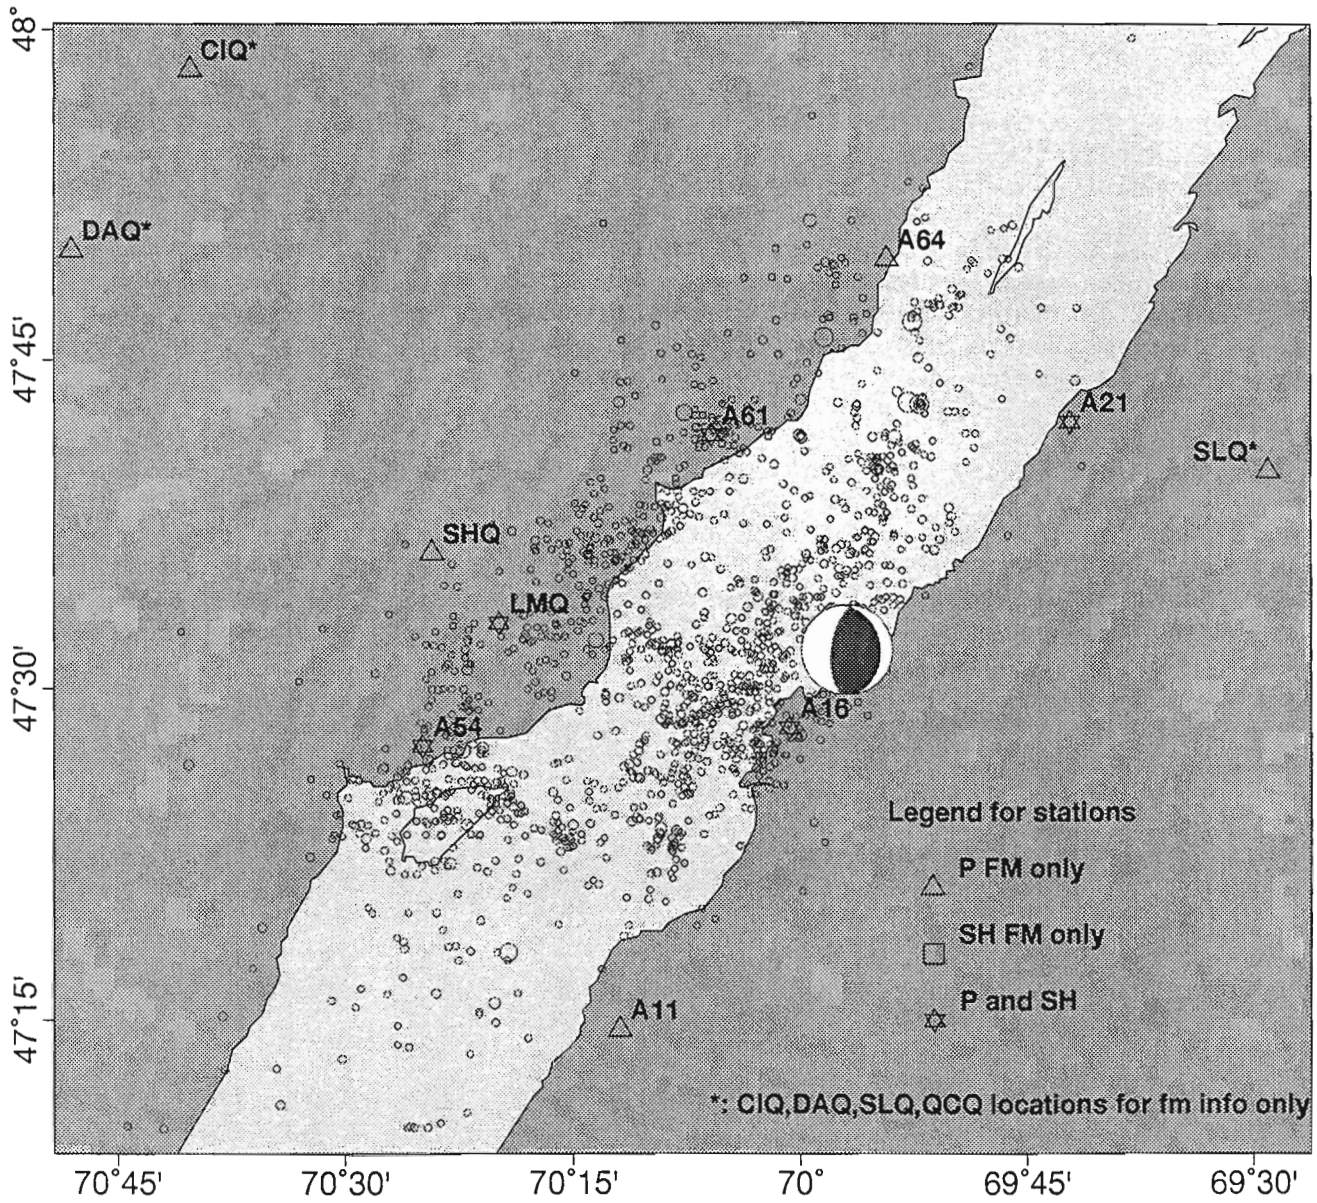 48°
CIQ*
DAQ*
A64
47°45'
A61
A21
SLQ*
SHQ
LMQ
47°30'
A16
A54
Legend for stations
P FM only
SH FM only
P and SH
47°15'
A11
*: CIQ,DAQ,SLQ,QCQ locations for fm info only
70°45' 70°30' 70°15' 70° 69°45' 69°30'